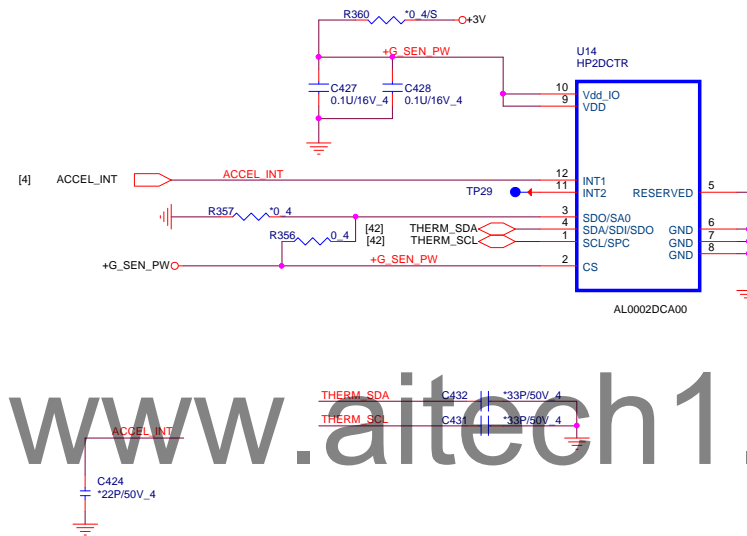 R360 *0_4/S +3V
+G_SEN_PW
U14
HP2DCTR
C427 C428
0.1U/16V_4 0.1U/16V_4
10 Vdd_IO
9 VDD
[4] ACCEL_INT ACCEL_INT 12 INT1
TP29 11 INT2 RESERVED 5
R357 *0_4 3 SDO/SA0
[42] THERM_SDA 4 SDA/SDI/SDO GND 6
R356 0_4 [42] THERM_SCL 1 SCL/SPC GND 7
GND 8
+G_SEN_PW +G_SEN_PW 2 CS
AL0002DCA00
www.aitech1.
THERM_SDA C432 *33P/50V_4
THERM_SCL C431 *33P/50V_4
ACCEL_INT
C424
*22P/50V_4